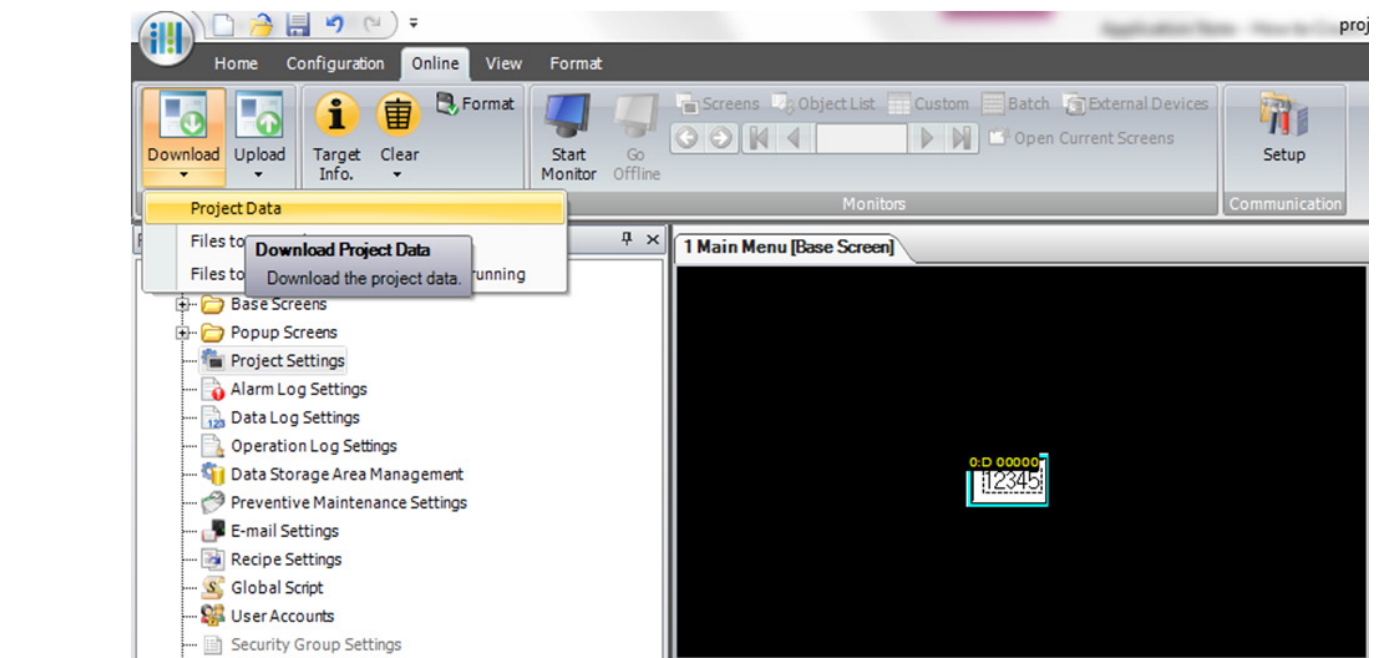 proj
Home Configuration Online View Format
Download Upload Target Info. Clear Format Start Monitor Go Offline Screens Object List Custom Batch External Devices Open Current Screens Setup
Monitors Communication
Project Data
Files to
Files to running
Download Project Data
Download the project data.
1 Main Menu [Base Screen]
Base Screens
Popup Screens
Project Settings
Alarm Log Settings
123
Data Log Settings
Operation Log Settings
Data Storage Area Management
Preventive Maintenance Settings
E-mail Settings
Recipe Settings
Global Script
User Accounts
Security Group Settings
0:D 00000
12345